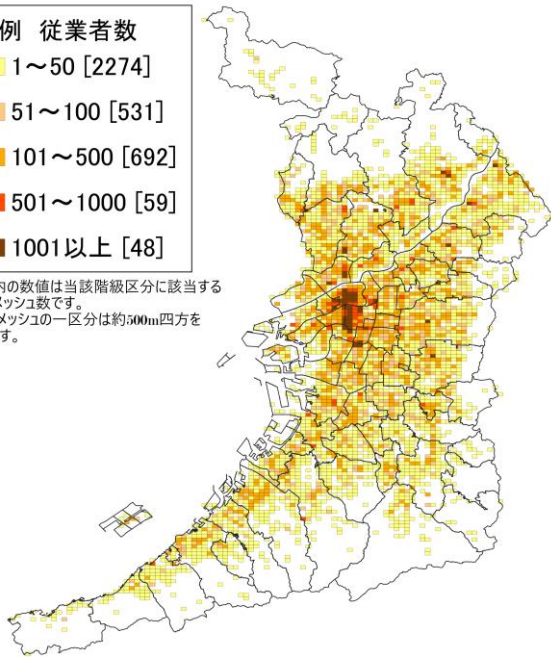 例 従業者数
1～50 [2274]
51～100 [531]
101～500 [692]
501～1000 [59]
1001以上 [48]
内の数値は当該階級区分に該当する
メッシュ数です。
メッシュの一区分は約500m四方を
す。